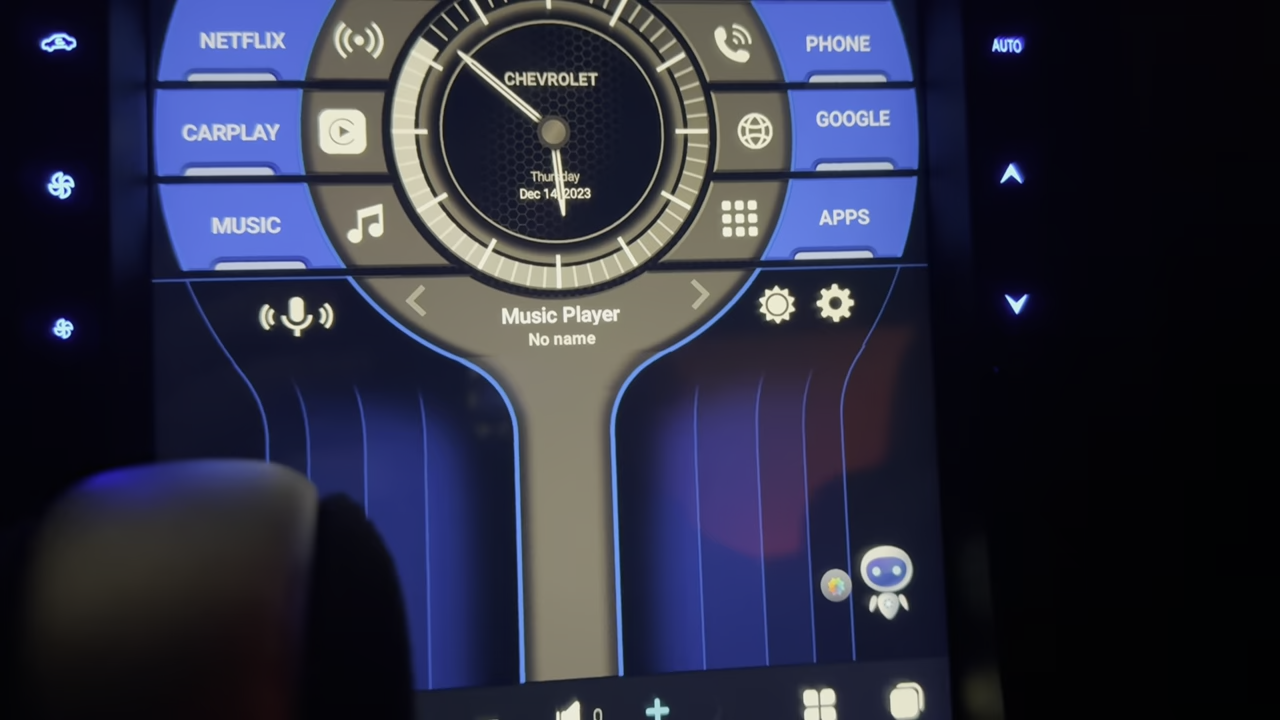 NETFLIX
PHONE
AUTO
CHEVROLET
CARPLAY
GOOGLE
Thursday
Dec 14 2023
MUSIC
APPS
Music Player
No name
0